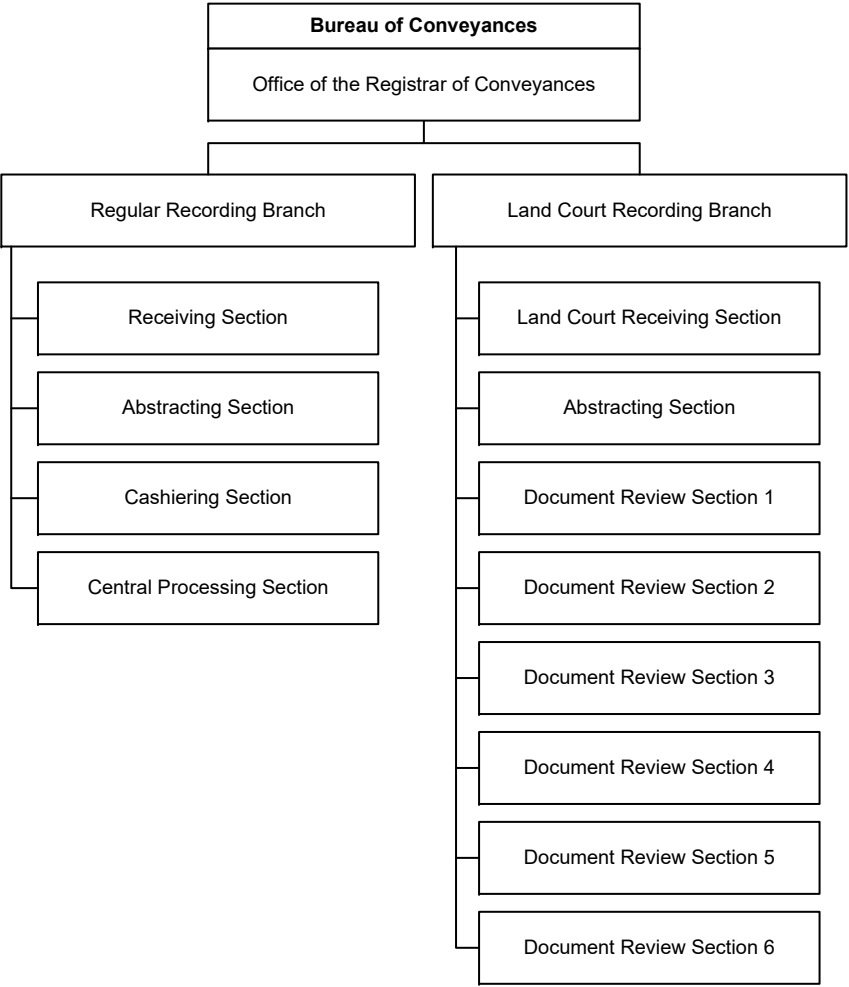 Bureau of Conveyances
Office of the Registrar of Conveyances
Regular Recording Branch
Receiving Section
Abstracting Section
Cashiering Section
Central Processing Section
Land Court Recording Branch
Land Court Receiving Section
Abstracting Section
Document Review Section 1
Document Review Section 2
Document Review Section 3
Document Review Section 4
Document Review Section 5
Document Review Section 6